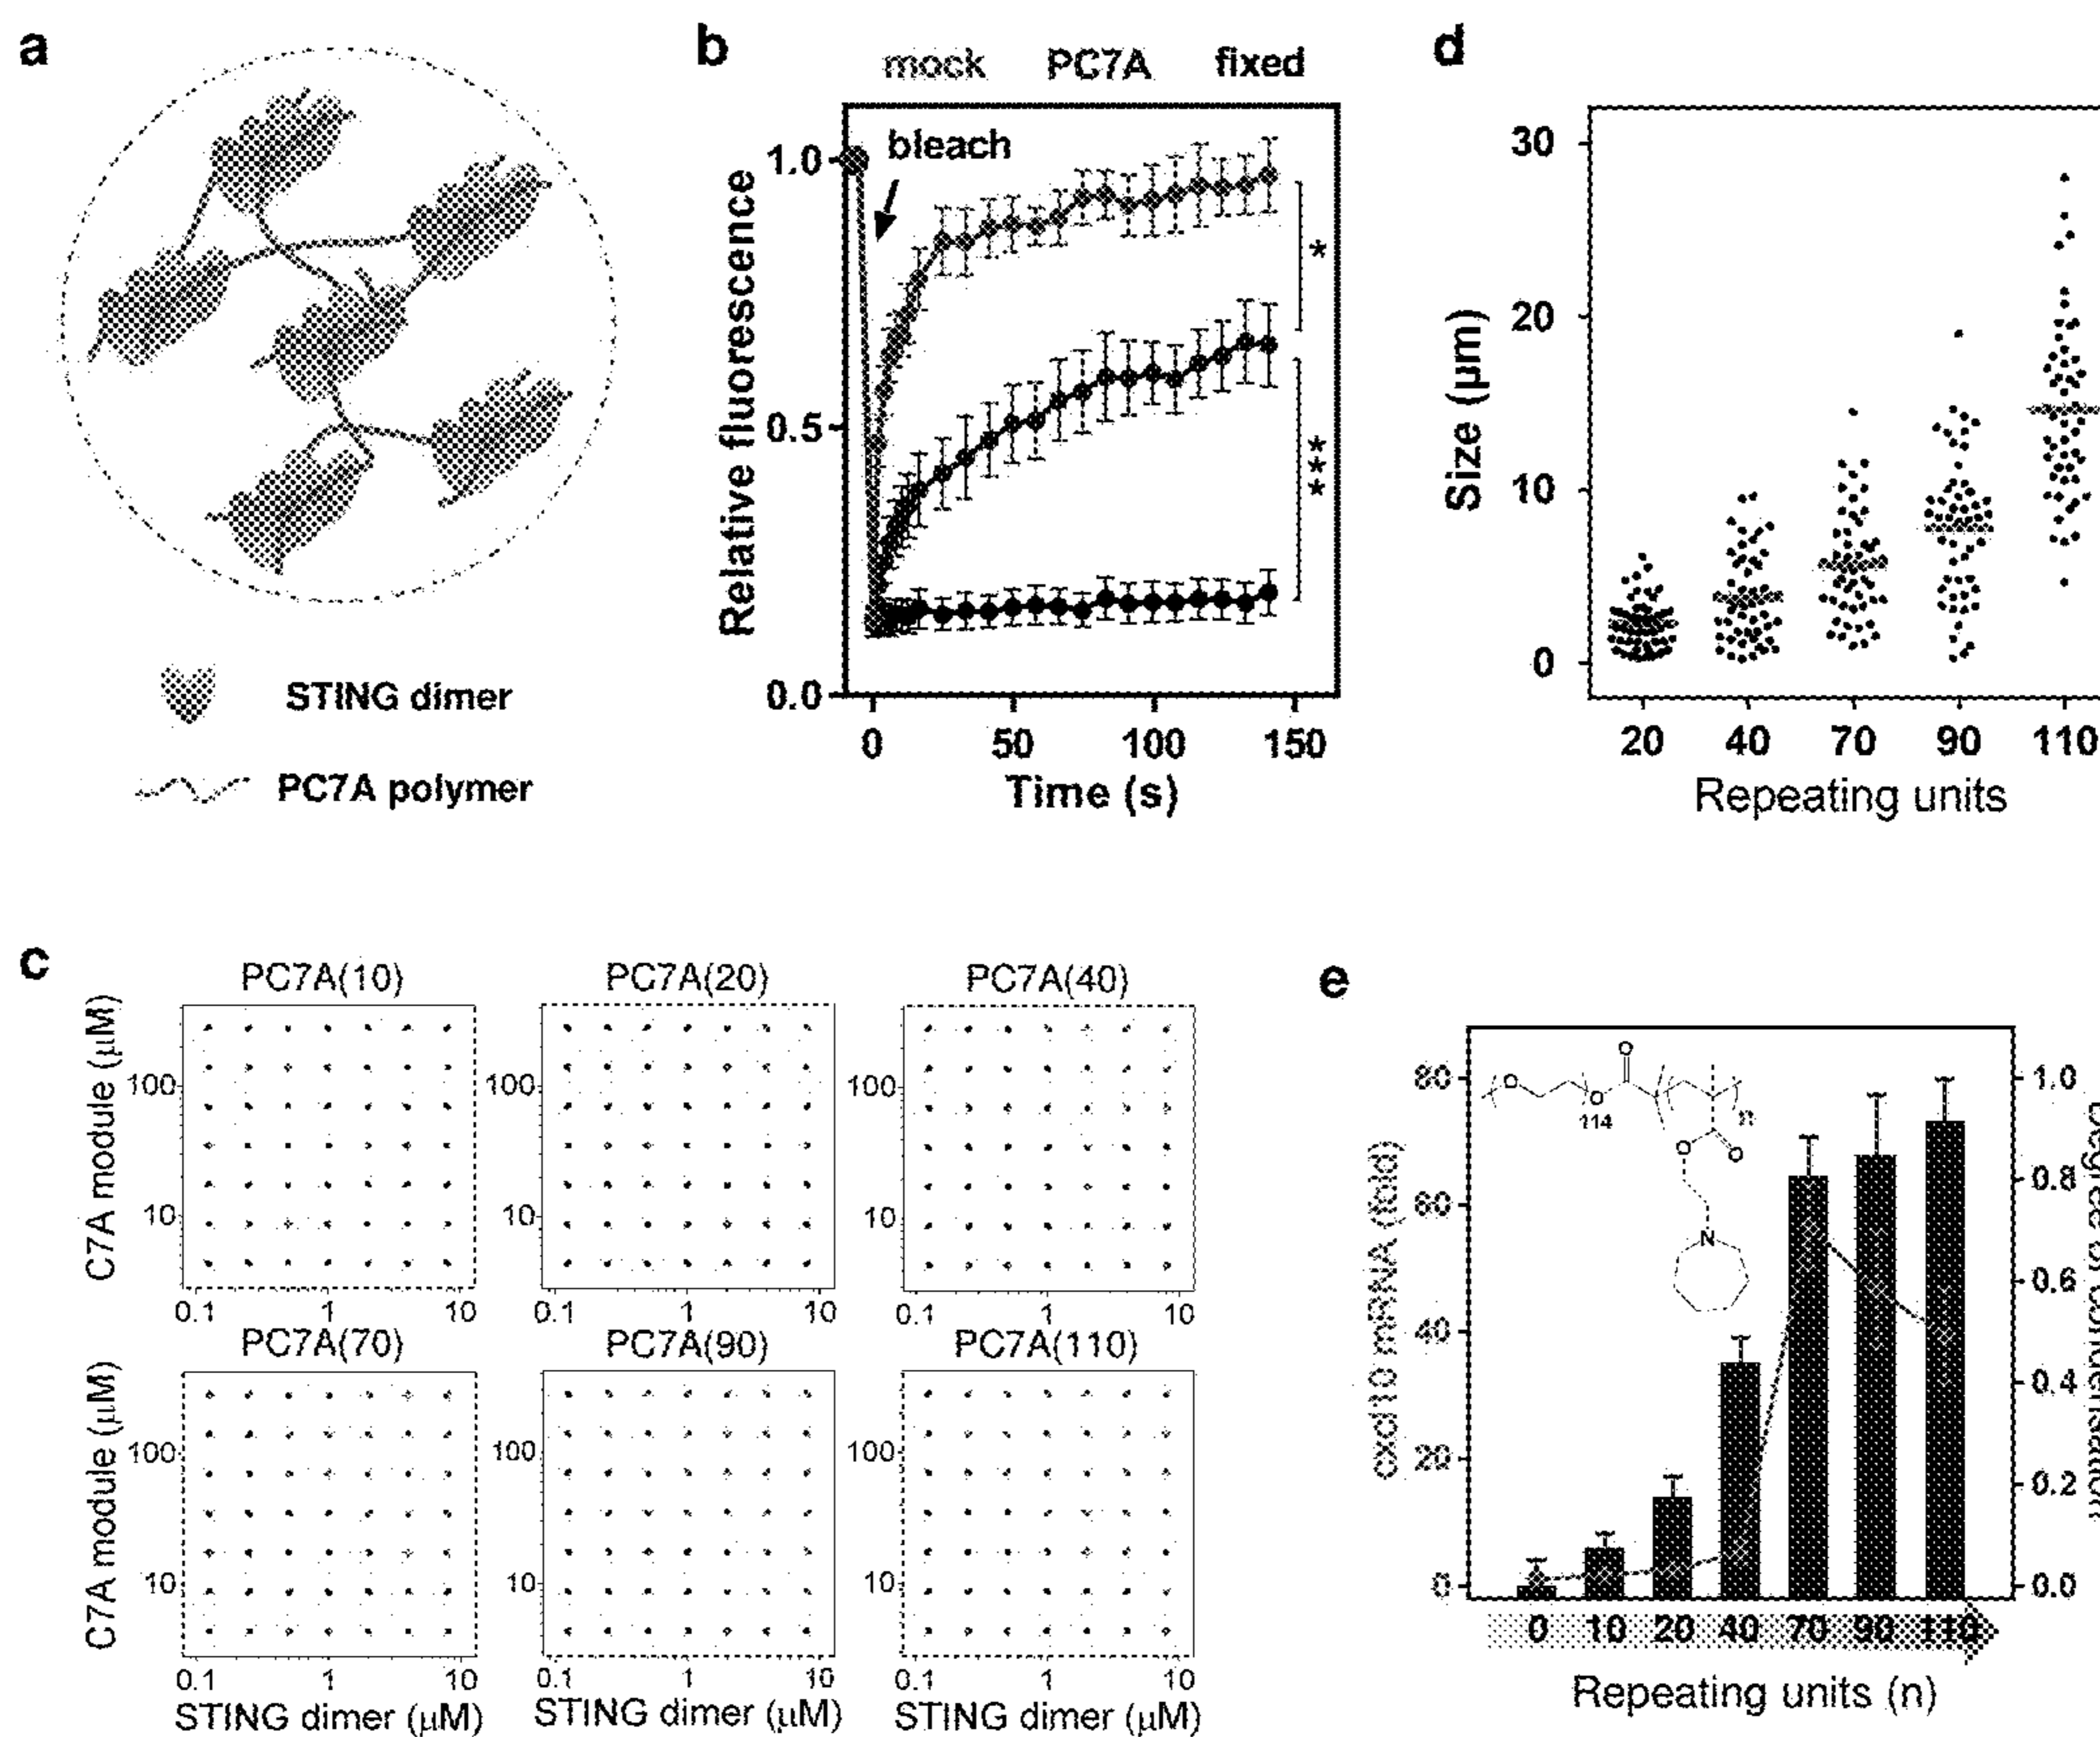 a
STING dimer
PC7A polymer
b
mock PC7A fixed
bleach
1.0
0.5
0.0
Relative fluorescence
*
***
0 50 100 150
Time (s)
d
30
20
10
0
Size (µm)
20 40 70 90 110
Repeating units
c
PC7A(10) PC7A(20) PC7A(40)
C7A module (µM)
100 100 100
10 10 10
0.1 1 10 0.1 1 10 0.1 1 10
PC7A(70) PC7A(90) PC7A(110)
C7A module (µM)
100 100 100
10 10 10
0.1 1 10 0.1 1 10 0.1 1 10
STING dimer (µM) STING dimer (µM) STING dimer (µM)
e
80
60
40
20
0
cxcl10 mRNA (fold)
O O O 114 n O O N
1.0
0.8
0.6
0.4
0.2
0.0
Degree of condensation
0 10 20 40 70 90 110
Repeating units (n)